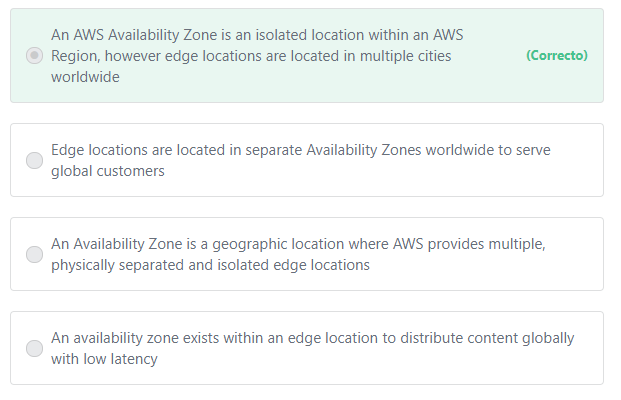 An AWS Availability Zone is an isolated location within an AWS
Region, however edge locations are located in multiple cities
worldwide
(Correcto)
Edge locations are located in separate Availability Zones worldwide to serve
global customers
An Availability Zone is a geographic location where AWS provides multiple,
physically separated and isolated edge locations
An availability zone exists within an edge location to distribute content globally
with low latency